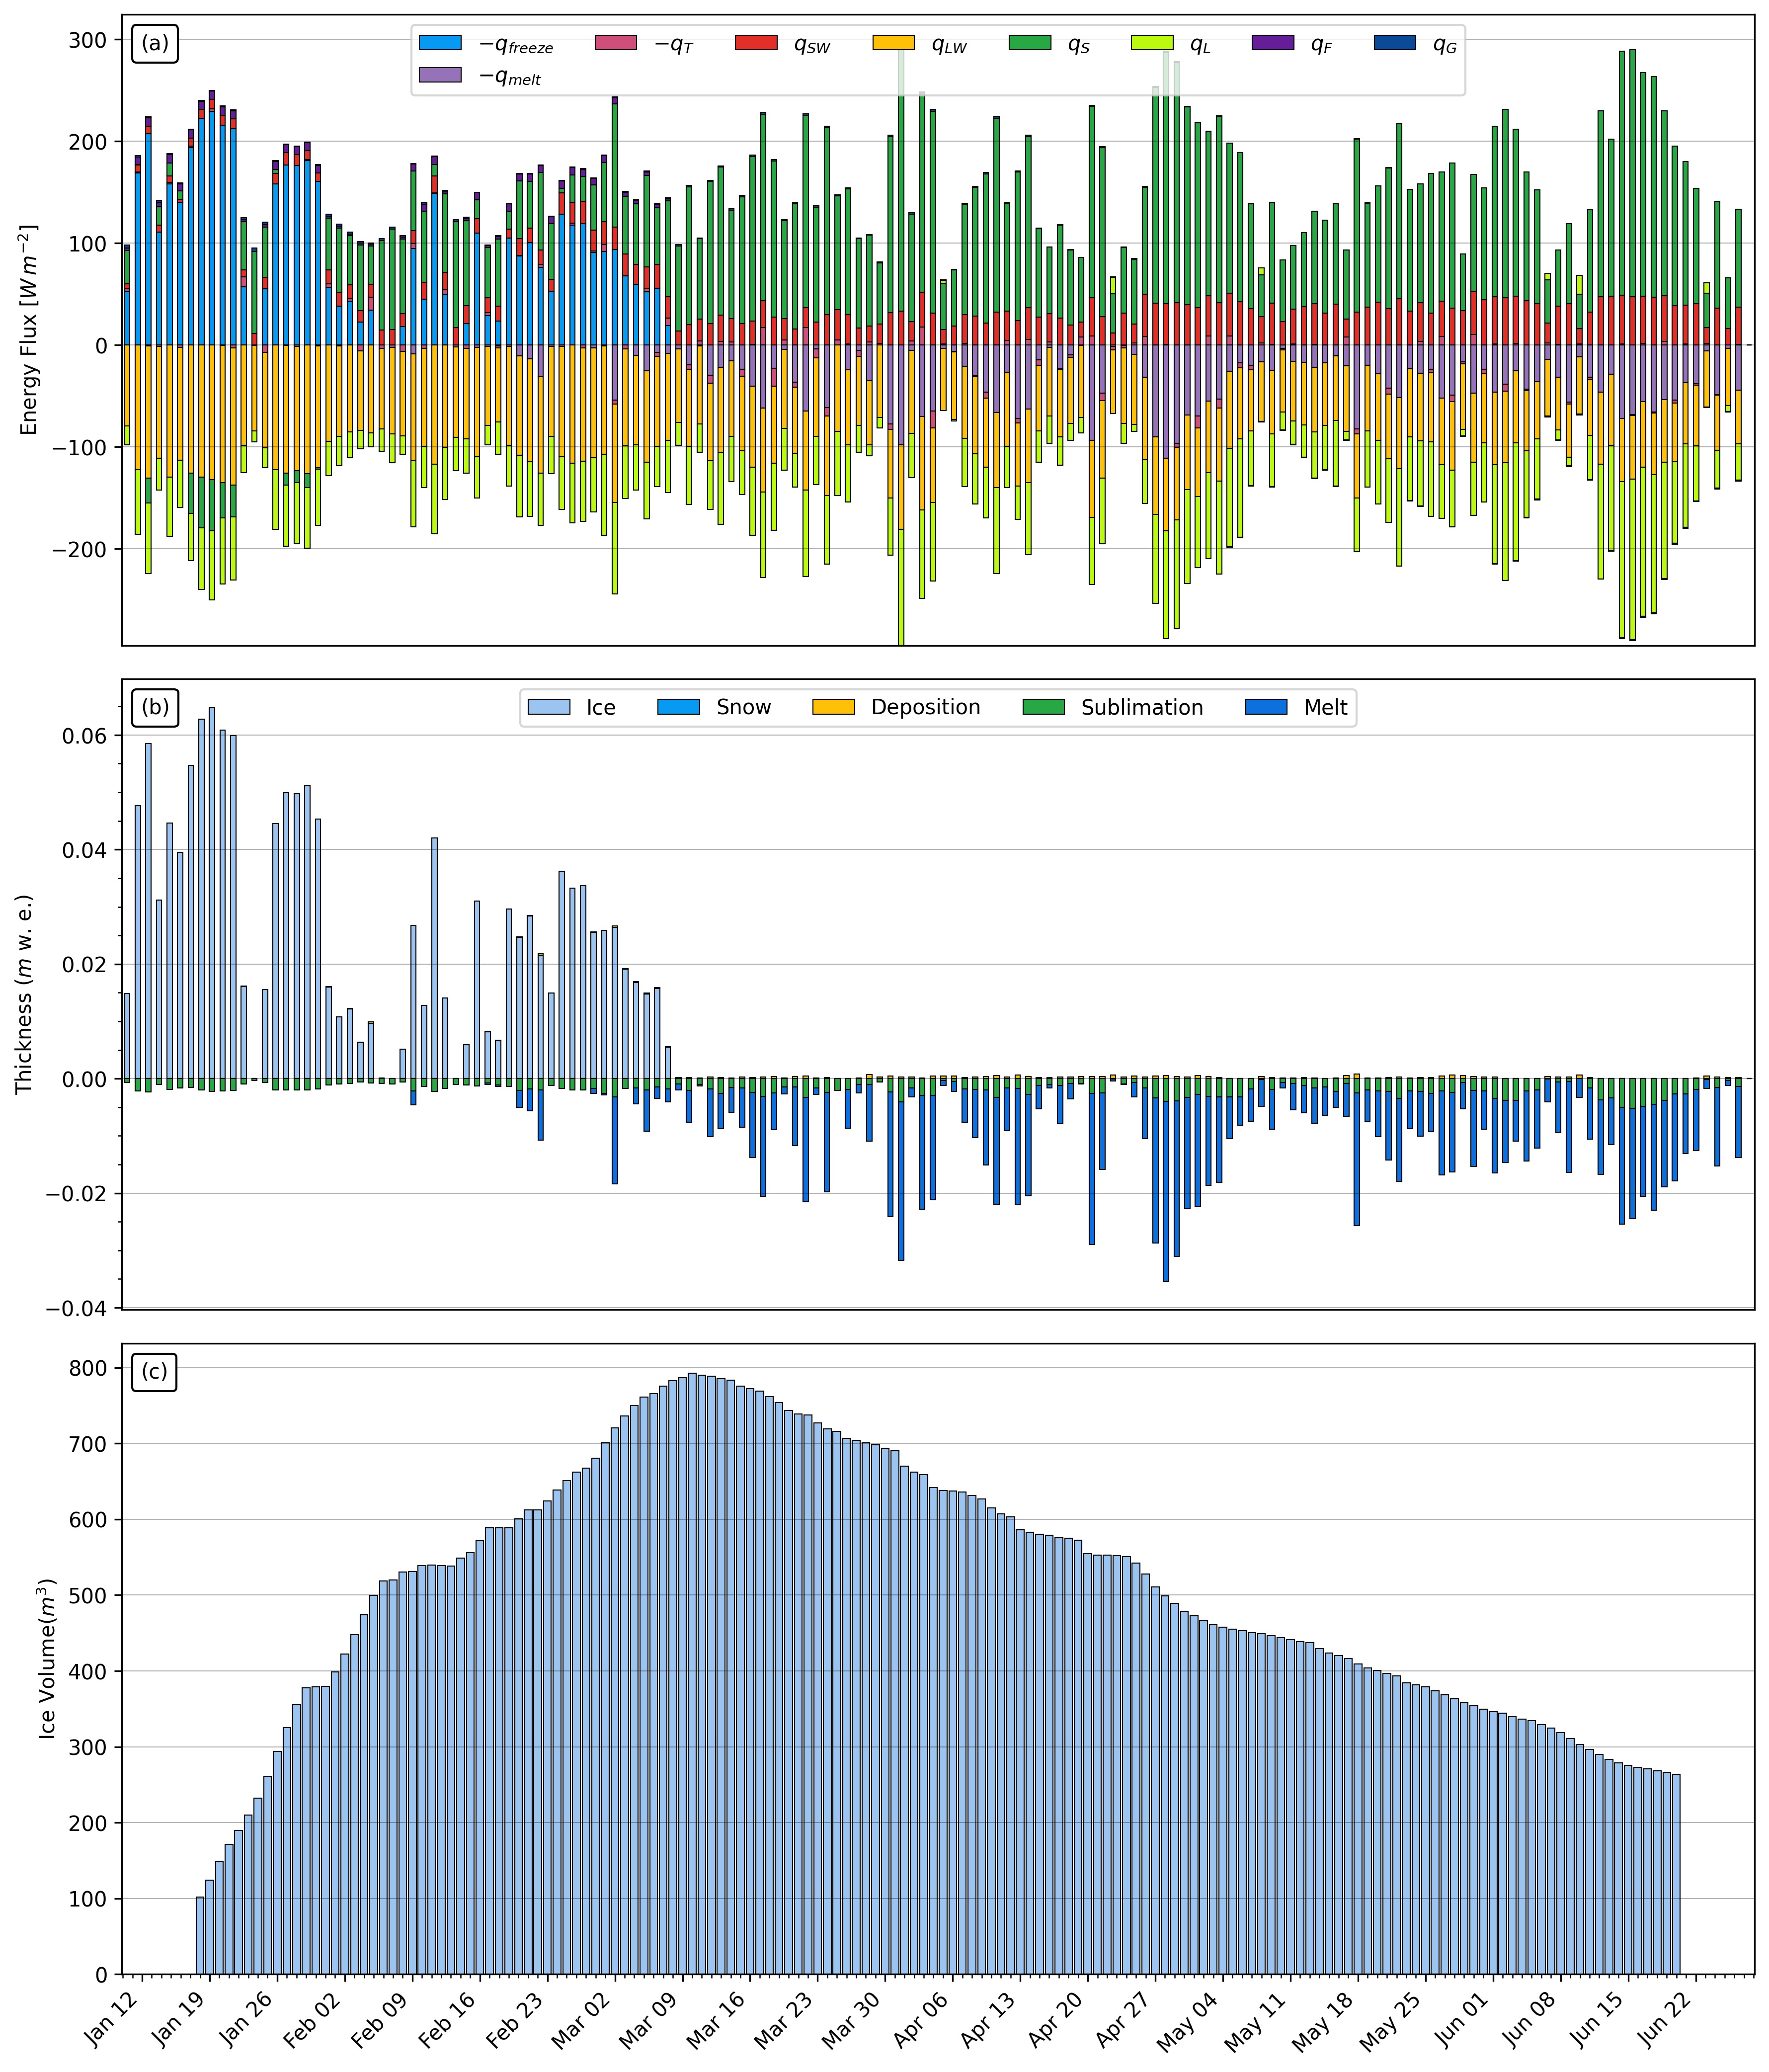 (a)
−q_freeze −q_T q_SW q_LW q_S q_L q_F q_G
−q_melt
Energy Flux [W m⁻²]
300
200
100
0
−100
−200
(b)
Ice Snow Deposition Sublimation Melt
Thickness (m w. e.)
0.06
0.04
0.02
0.00
−0.02
−0.04
(c)
Ice Volume(m³)
800
700
600
500
400
300
200
100
0
Jan 12 Jan 19 Jan 26 Feb 02 Feb 09 Feb 16 Feb 23 Mar 02 Mar 09 Mar 16 Mar 23 Mar 30 Apr 06 Apr 13 Apr 20 Apr 27 May 04 May 11 May 18 May 25 Jun 01 Jun 08 Jun 15 Jun 22